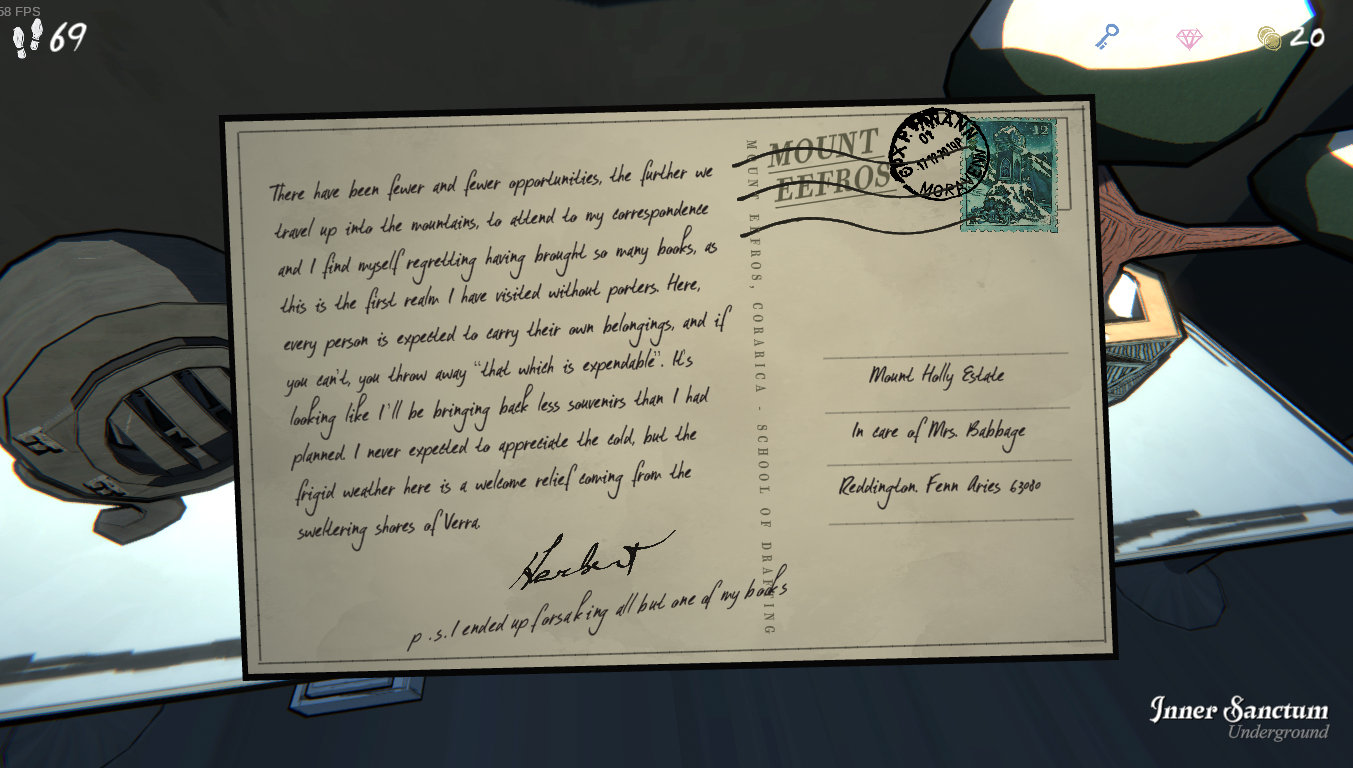 58 FPS
69
20
There have been fewer and fewer opportunities, the further we
travel up into the mountains, to attend to my correspondence
and I find myself regretting having brought so many books, as
this is the first realm I have visited without porters. Here,
every person is expected to carry their own belongings, and if
you can't, you throw away "that which is expendable". It's
looking like I'll be bringing back less souvenirs than I had
planned. I never expected to appreciate the cold, but the
frigid weather here is a welcome relief coming from the
sweltering shores of Verra.
Herbert
p.s. I ended up forsaking all but one of my books
MOUNT EEFROS, CORARICA - SCHOOL OF DRAFTING
MOUNT
EEFROS
12
Mount Holly Estate
In care of Mrs. Babbage
Reddington. Fenn Aries 63080
Inner Sanctum
Underground